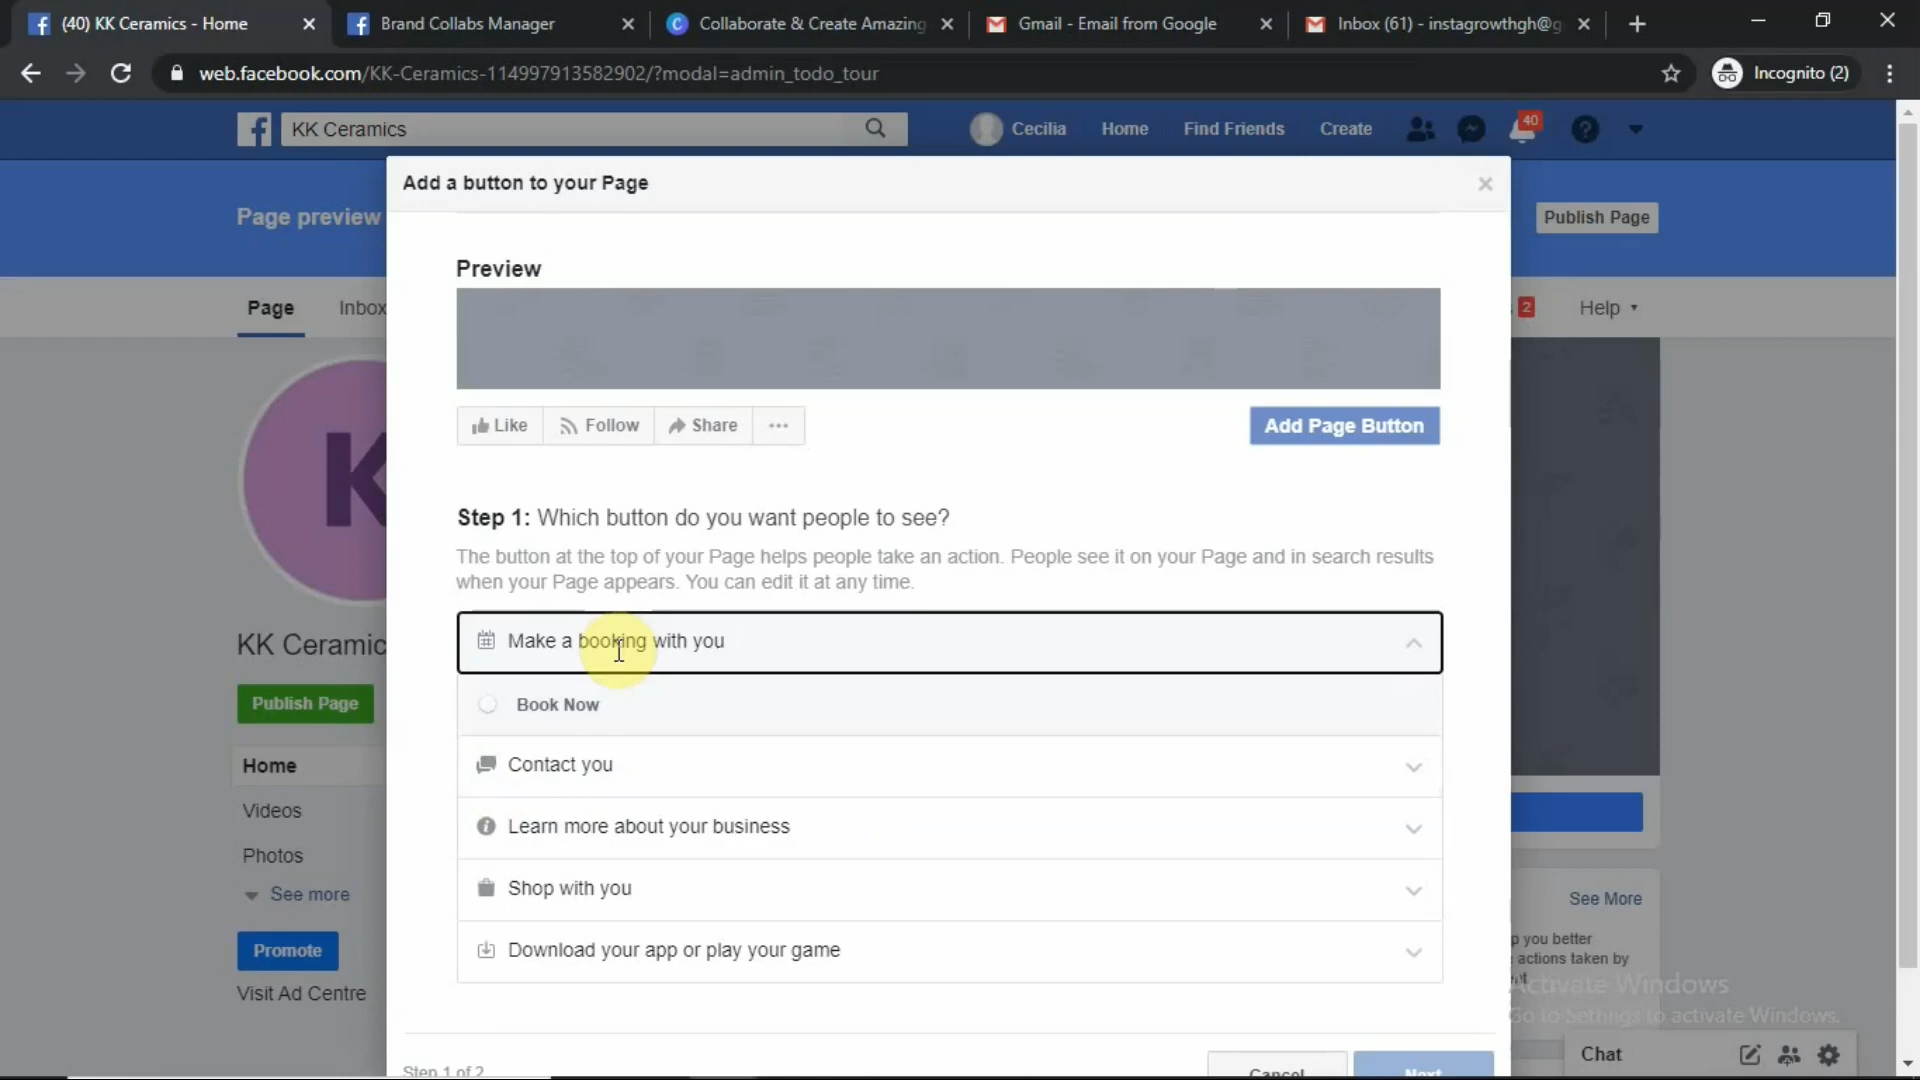 (40) KK Ceramics - Home
Brand Collabs Manager
Collaborate & Create Amazing
Gmail - Email from Google
Inbox (61) - instagrowthgh@g
web.facebook.com/KK-Ceramics-114997913582902/?modal=admin_todo_tour
Incognito (2)
KK Ceramics
Cecilia
Home
Find Friends
Create
40
Add a button to your Page
Page preview
Publish Page
Page
Inbox
2
Help
Preview
Like
Follow
Share
Add Page Button
K
Step 1: Which button do you want people to see?
The button at the top of your Page helps people take an action. People see it on your Page and in search results
when your Page appears. You can edit it at any time.
KK Ceramic
Make a booking with you
Publish Page
Book Now
Home
Contact you
Videos
Learn more about your business
Photos
See more
Shop with you
See More
Promote
Download your app or play your game
p you better
actions taken by
Visit Ad Centre
Activate Windows
Go to Settings to activate Windows.
Chat
Step 1 of 2
Cancel
Next